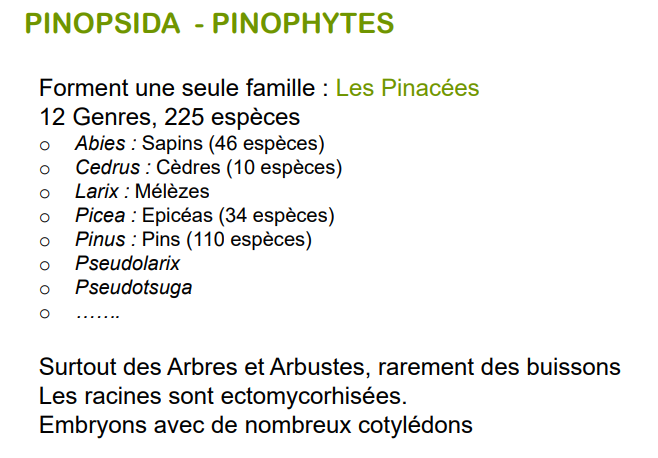 PINOPSIDA - PINOPHYTES
Forment une seule famille : Les Pinacées
12 Genres, 225 espèces
o Abies : Sapins (46 espèces)
o Cedrus : Cèdres (10 espèces)
o Larix : Mélèzes
o Picea : Epicéas (34 espèces)
o Pinus : Pins (110 espèces)
o Pseudolarix
o Pseudotsuga
o …….
Surtout des Arbres et Arbustes, rarement des buissons
Les racines sont ectomycorhisées.
Embryons avec de nombreux cotylédons